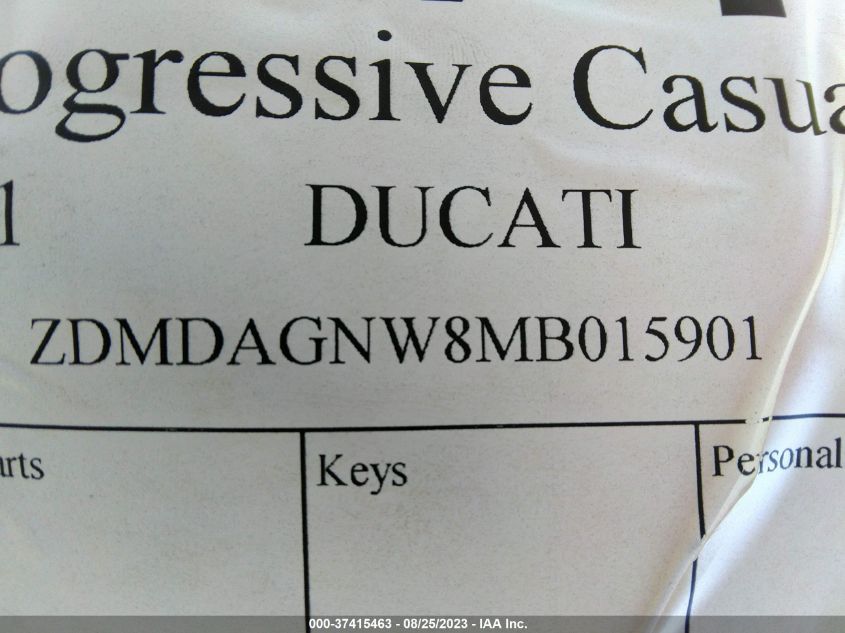 ogressive Casua
1 DUCATI
ZDMDAGNW8MB015901
arts Keys Personal
000-37415463 - 08/25/2023 - IAA Inc.